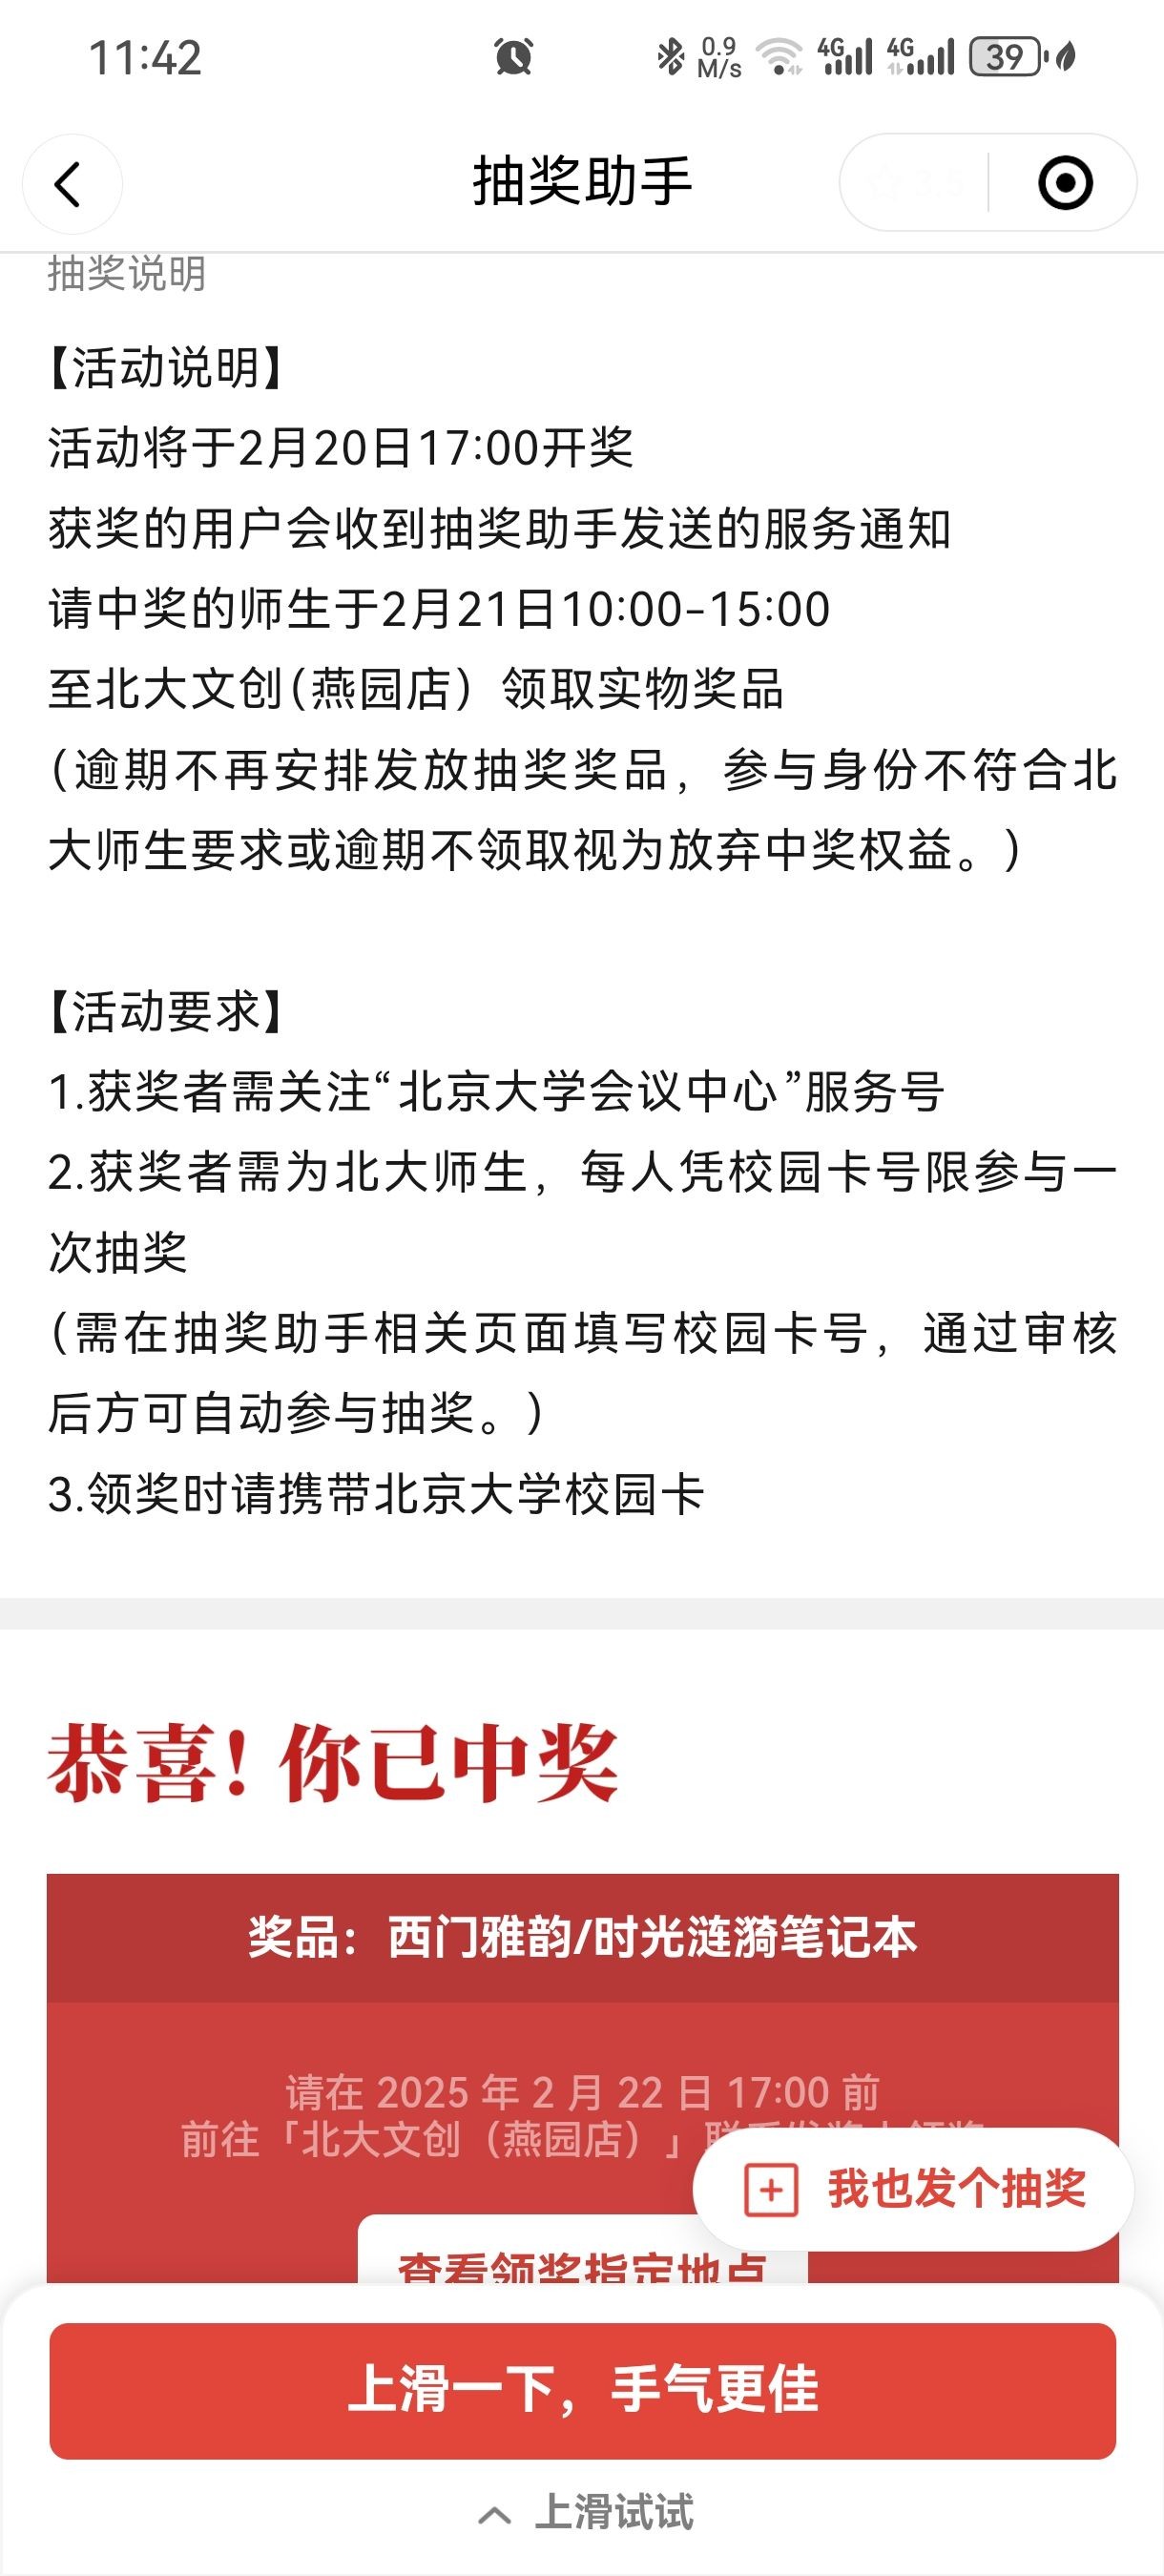 11:42
0.9
M/s
4G
4G
39
抽奖助手
抽奖说明
【活动说明】
活动将于2月20日17:00开奖
获奖的用户会收到抽奖助手发送的服务通知
请中奖的师生于2月21日10:00-15:00
至北大文创(燕园店）领取实物奖品
(逾期不再安排发放抽奖奖品，参与身份不符合北
大师生要求或逾期不领取视为放弃中奖权益。)
【活动要求】
1.获奖者需关注“北京大学会议中心”服务号
2.获奖者需为北大师生，每人凭校园卡号限参与一
次抽奖
(需在抽奖助手相关页面填写校园卡号，通过审核
后方可自动参与抽奖。)
3.领奖时请携带北京大学校园卡
恭喜! 你已中奖
奖品：西门雅韵/时光涟漪笔记本
请在 2025 年 2 月 22 日 17:00 前
前往「北大文创（燕园店）」
我也发个抽奖
查看领奖指定地点
上滑一下，手气更佳
上滑试试